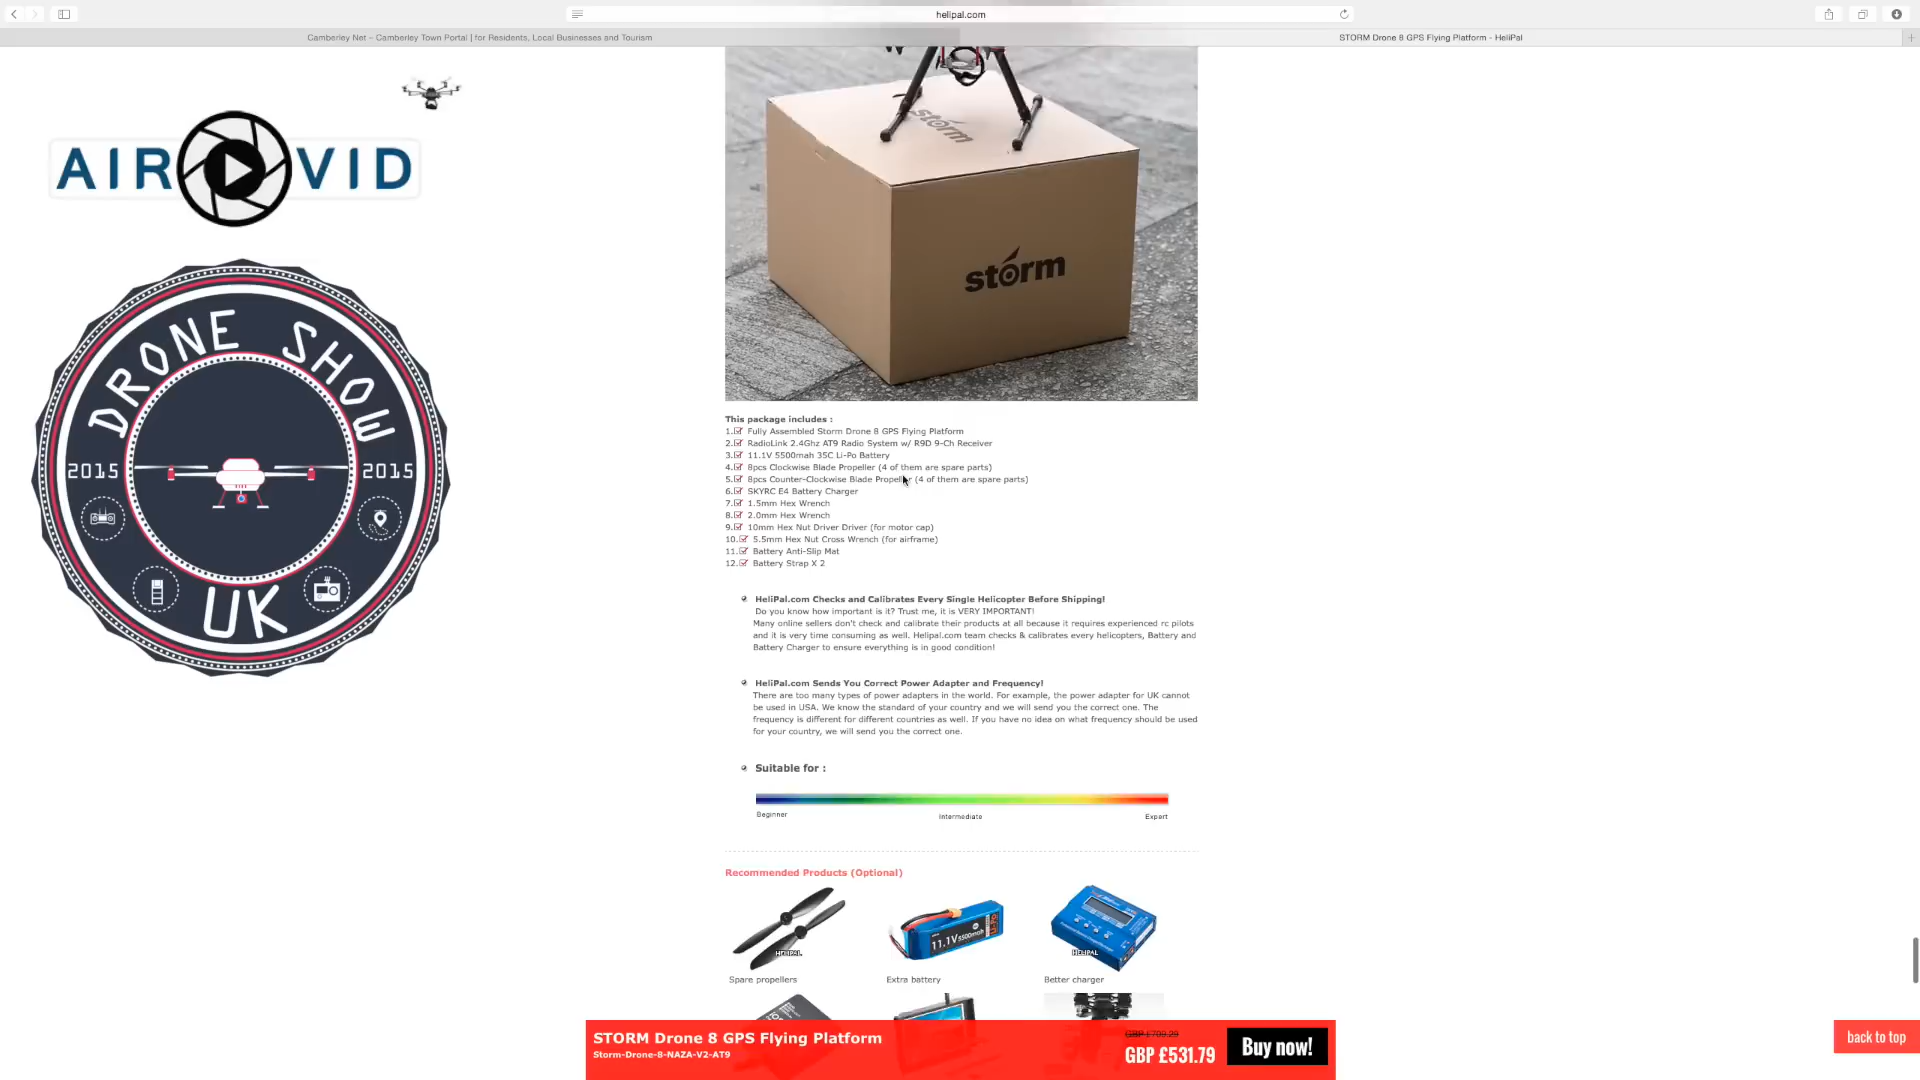 helipal.com
Camberley Net – Camberley Town Portal | for Residents, Local Businesses and Tourism
STORM Drone 8 GPS Flying Platform - HeliPal
AIR VID
DRONE SHOW
2015 2015
UK
storm
storm
This package includes :
1. Fully Assembled Storm Drone 8 GPS Flying Platform
2. RadioLink 2.4Ghz AT9 Radio System w/ R9D 9-Ch Receiver
3. 11.1V 5500mah 35C Li-Po Battery
4. 8pcs Clockwise Blade Propeller (4 of them are spare parts)
5. 8pcs Counter-Clockwise Blade Propeller (4 of them are spare parts)
6. SKYRC E4 Battery Charger
7. 1.5mm Hex Wrench
8. 2.0mm Hex Wrench
9. 10mm Hex Nut Driver Driver (for motor cap)
10. 5.5mm Hex Nut Cross Wrench (for airframe)
11. Battery Anti-Slip Mat
12. Battery Strap X 2
HeliPal.com Checks and Calibrates Every Single Helicopter Before Shipping!
Do you know how important is it? Trust me, it is VERY IMPORTANT!
Many online sellers don't check and calibrate their products at all because it requires experienced rc pilots
and it is very time consuming as well. Helipal.com team checks & calibrates every helicopters, Battery and
Battery Charger to ensure everything is in good condition!
HeliPal.com Sends You Correct Power Adapter and Frequency!
There are too many types of power adapters in the world. For example, the power adapter for UK cannot
be used in USA. We know the standard of your country and we will send you the correct one. The
frequency is different for different countries as well. If you have no idea on what frequency should be used
for your country, we will send you the correct one.
Suitable for :
Beginner Intermediate Expert
Recommended Products (Optional)
HELIPAL 11.1V 5500mah HELIPAL
Spare propellers Extra battery Better charger
STORM Drone 8 GPS Flying Platform
Storm-Drone-8-NAZA-V2-AT9
GBP £709.29
GBP £531.79
Buy now!
back to top